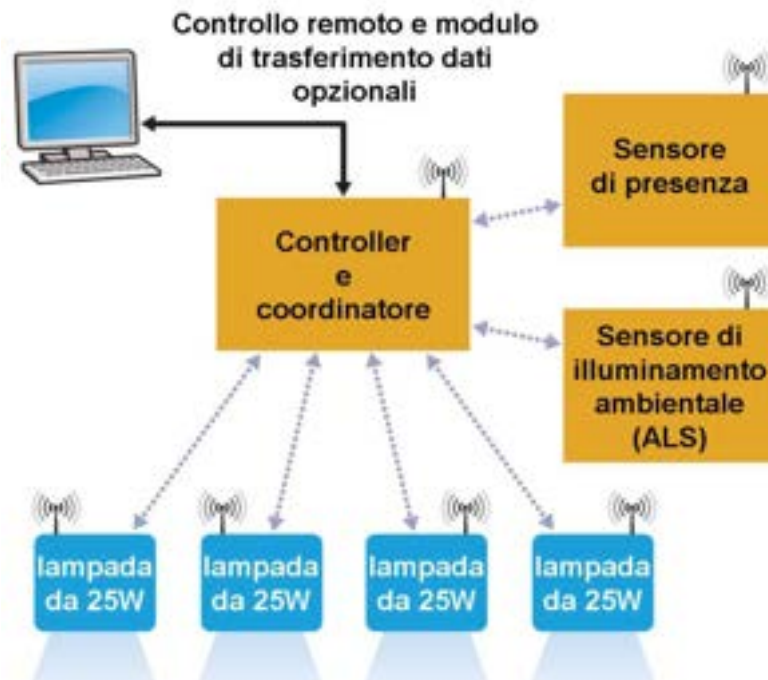 Controllo remoto e modulo
di trasferimento dati
opzionali
Sensore
di presenza
Controller
e
coordinatore
Sensore di
illuminamento
ambientale
(ALS)
lampada
da 25W
lampada
da 25W
lampada
da 25W
lampada
da 25W